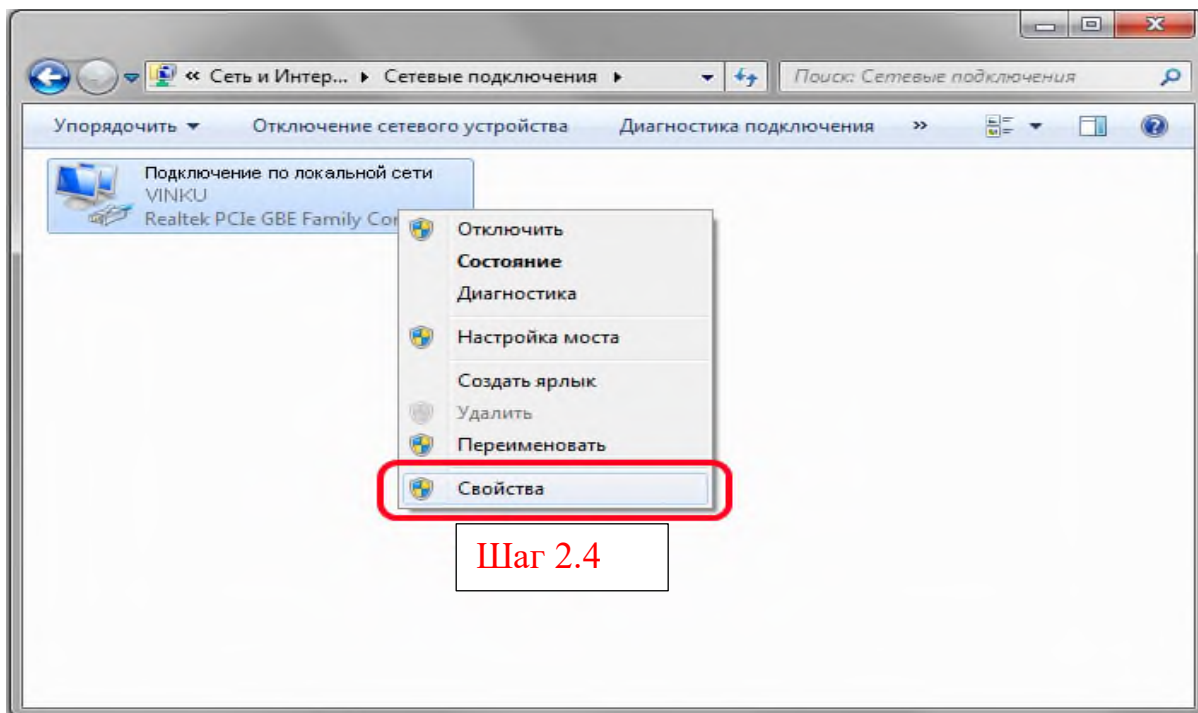 « Сеть и Интер... ▸ Сетевые подключения ▸ Поиск: Сетевые подключения
Упорядочить ▼ Отключение сетевого устройства Диагностика подключения »
Подключение по локальной сети
VINKU
Realtek PCIe GBE Family Con
Отключить
Состояние
Диагностика
Настройка моста
Создать ярлык
Удалить
Переименовать
Свойства
Шаг 2.4